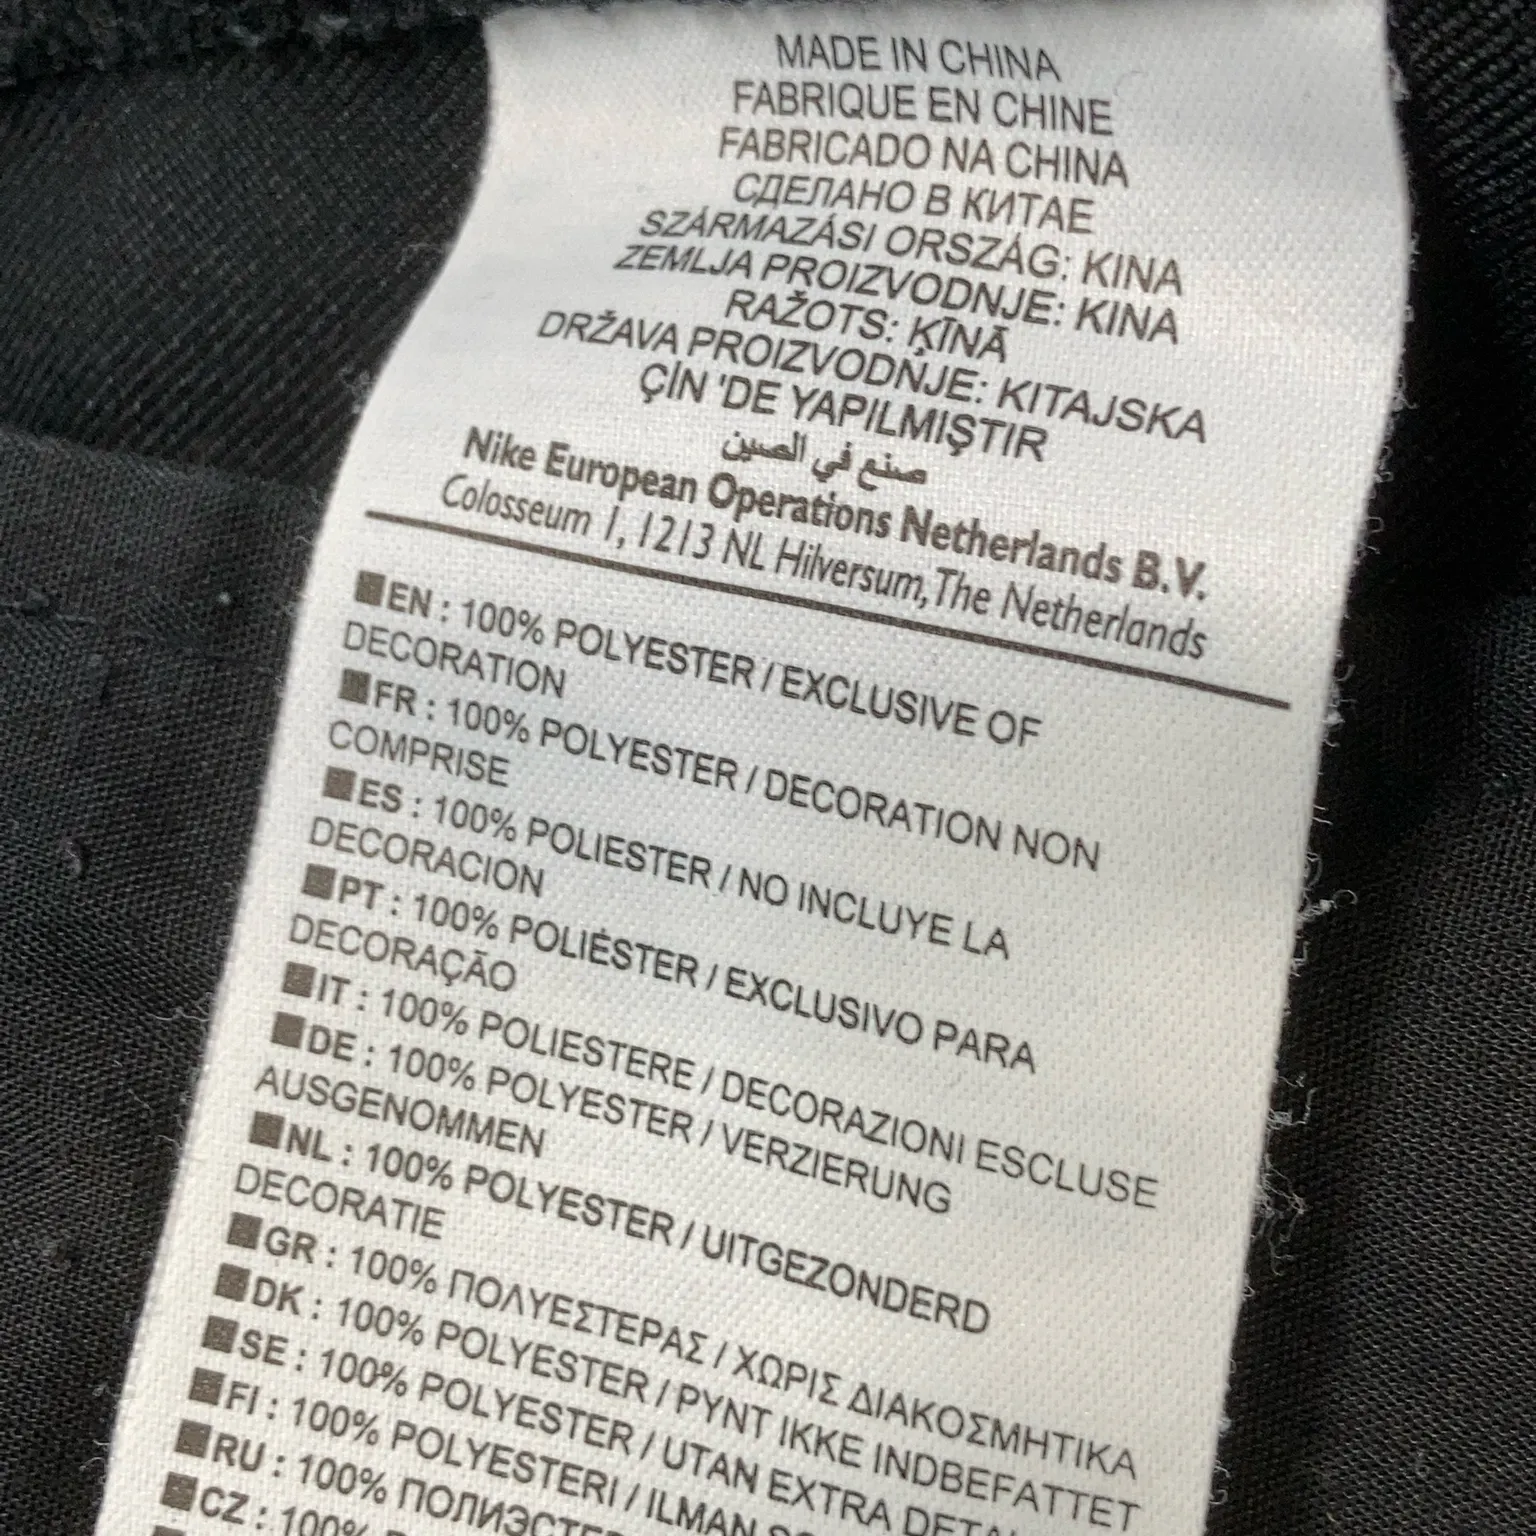 MADE IN CHINA
FABRIQUE EN CHINE
FABRICADO NA CHINA
СДЕЛАНО В КИТАЕ
SZÁRMAZÁSI ORSZÁG: KINA
ZEMLJA PROIZVODNJE: KINA
RAŽOTS: ĶĪNĀ
DRŽAVA PROIZVODNJE: KITAJSKA
ÇİN 'DE YAPILMIŞTIR
صنع في الصين
Nike European Operations Netherlands B.V.
Colosseum 1, 1213 NL Hilversum, The Netherlands
■EN : 100% POLYESTER / EXCLUSIVE OF
DECORATION
■FR : 100% POLYESTER / DECORATION NON
COMPRISE
■ES : 100% POLIESTER / NO INCLUYE LA
DECORACION
■PT : 100% POLIÉSTER / EXCLUSIVO PARA
DECORAÇÃO
■IT : 100% POLIESTERE / DECORAZIONI ESCLUSE
■DE : 100% POLYESTER / VERZIERUNG
AUSGENOMMEN
■NL : 100% POLYESTER / UITGEZONDERD
DECORATIE
■GR : 100% ΠΟΛΥΕΣΤΕΡΑΣ / ΧΩΡΙΣ ΔΙΑΚΟΣΜΗΤΙΚΑ
■DK : 100% POLYESTER / PYNT IKKE INDBEFATTET
■SE : 100% POLYESTER / UTAN EXTRA
■FI : 100% POLYESTERI / ILMAN
■RU : 100%
■CZ : 100%